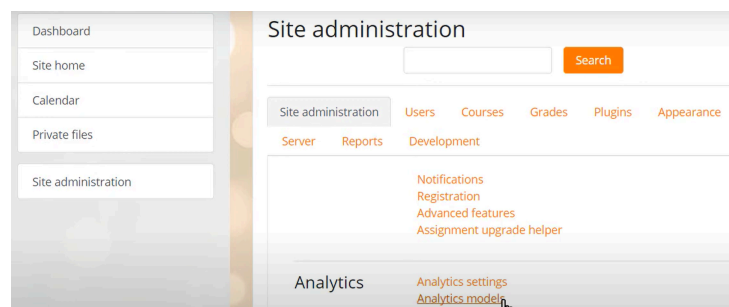 Dashboard
Site home
Calendar
Private files
Site administration
Site administration
Search
Site administration Users Courses Grades Plugins Appearance
Server Reports Development
Notifications
Registration
Advanced features
Assignment upgrade helper
Analytics
Analytics settings
Analytics models